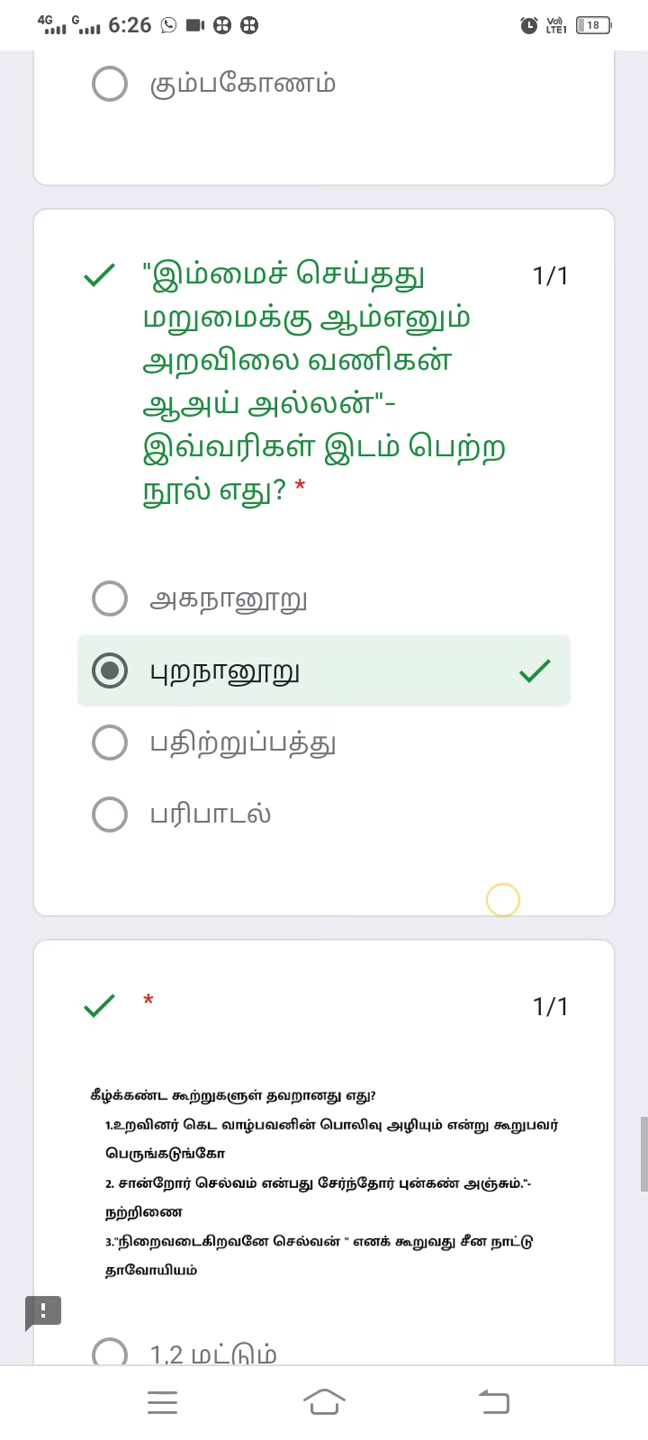 4G G 6:26 VoD LTE1 18
கும்பகோணம்
"இம்மைச் செய்தது 1/1
மறுமைக்கு ஆம்எனும்
அறவிலை வணிகன்
ஆஅய் அல்லன்"-
இவ்வரிகள் இடம் பெற்ற
நூல் எது? *
அகநானூறு
புறநானூறு
பதிற்றுப்பத்து
பரிபாடல்
* 1/1
கீழ்க்கண்ட கூற்றுகளுள் தவறானது எது?
1.உறவினர் கெட வாழ்பவனின் பொலிவு அழியும் என்று கூறுபவர்
பெருங்கடுங்கோ
2. சான்றோர் செல்வம் என்பது சேர்ந்தோர் புன்கண் அஞ்சும்."-
நற்றிணை
3."நிறைவடைகிறவனே செல்வன் " எனக் கூறுவது சீன நாட்டு
தாவோயியம்
1,2 மட்டும்